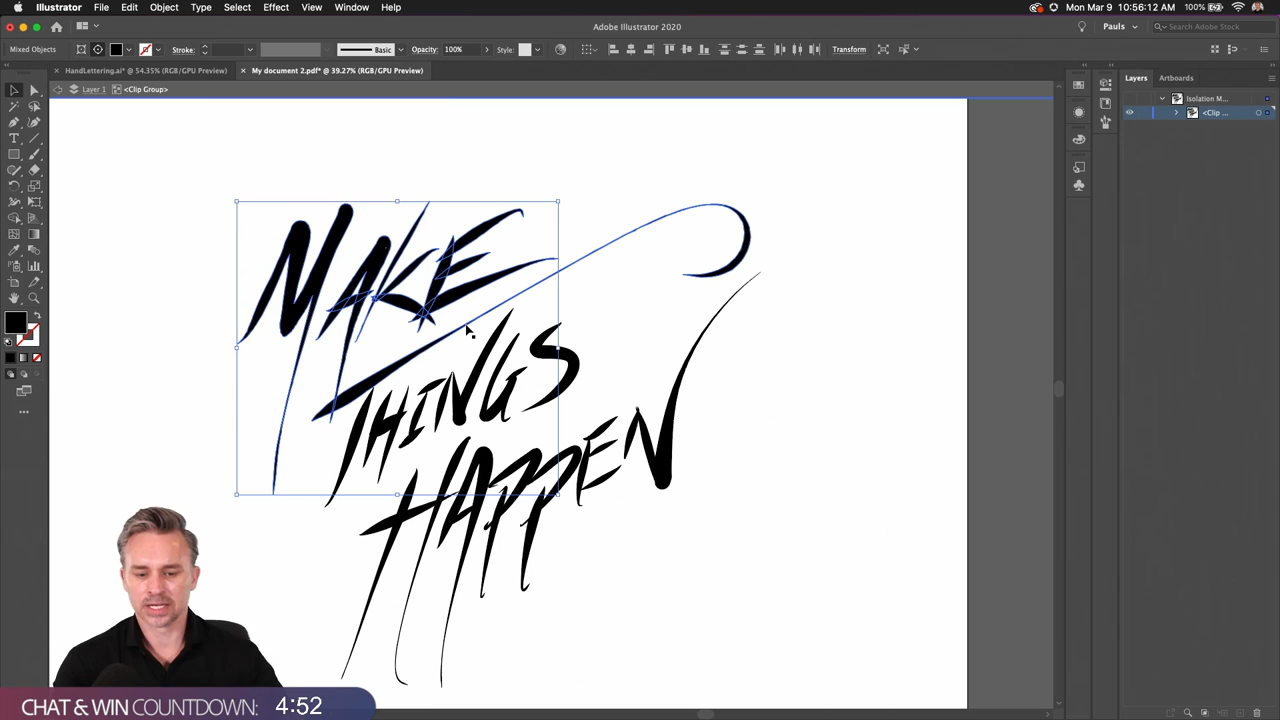 Illustrator File Edit Object Type Select Effect View Window Help
100% Mon Mar 9 10:56:12 AM
Adobe Illustrator 2020
Pauls
Search Adobe Stock
Mixed Objects
Stroke:
Basic
Opacity: 100%
Style:
Transform
HandLettering.ai* @ 54.35% (RGB/GPU Preview)
My document 2.pdf* @ 39.27% (RGB/GPU Preview)
Layers Artboards
Layer 1 <Clip Group>
Isolation M...
<Clip ...
MAKE
THINGS
HAPPEN
CHAT & WIN COUNTDOWN: 4:52